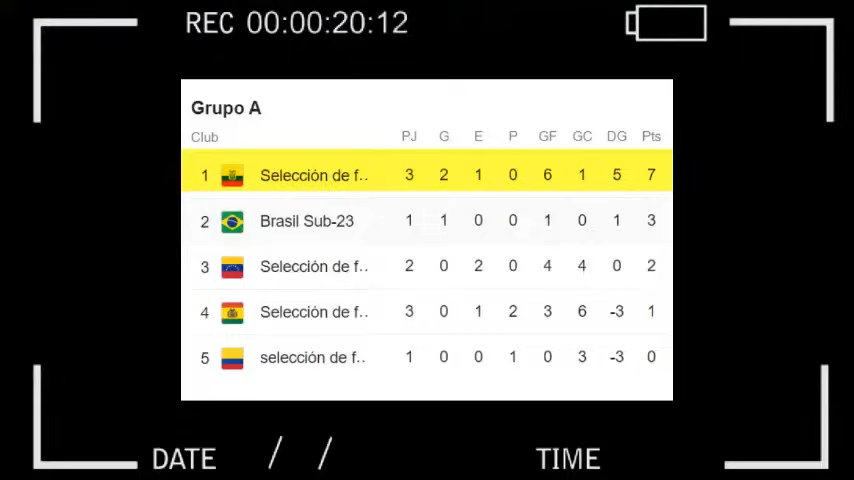 REC 00:00:20:12
Grupo A
Club PJ G E P GF GC DG Pts
1 Selección de f.. 3 2 1 0 6 1 5 7
2 Brasil Sub-23 1 1 0 0 1 0 1 3
3 Selección de f.. 2 0 2 0 4 4 0 2
4 Selección de f.. 3 0 1 2 3 6 -3 1
5 selección de f.. 1 0 0 1 0 3 -3 0
DATE / / TIME